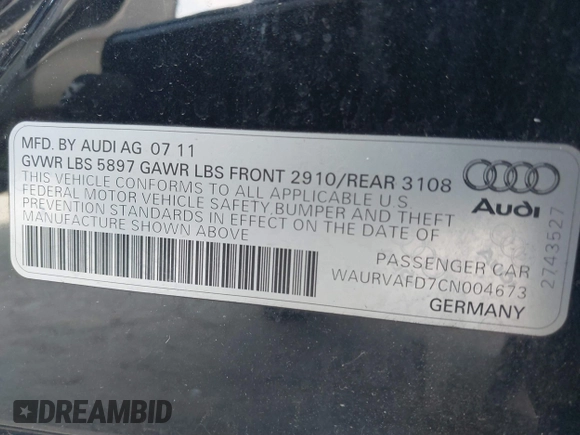 MFD. BY AUDI AG 07 11
GVWR LBS 5897 GAWR LBS FRONT 2910/REAR 3108
THIS VEHICLE CONFORMS TO ALL APPLICABLE U.S.
FEDERAL MOTOR VEHICLE SAFETY,BUMPER AND THEFT
PREVENTION STANDARDS IN EFFECT ON THE DATE OF
MANUFACTURE SHOWN ABOVE
Audi
2743527
PASSENGER CAR
WAURVAFD7CN004673
GERMANY
DREAMBID